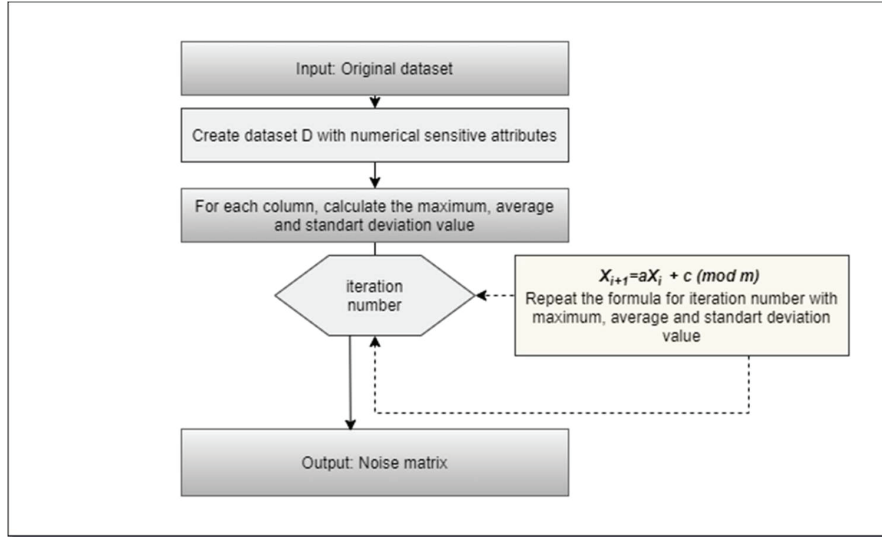 Input: Original dataset
Create dataset D with numerical sensitive attributes
For each column, calculate the maximum, average
and standart deviation value
iteration
number
Xi+1=aXi + c (mod m)
Repeat the formula for iteration number with
maximum, average and standart deviation
value
Output: Noise matrix